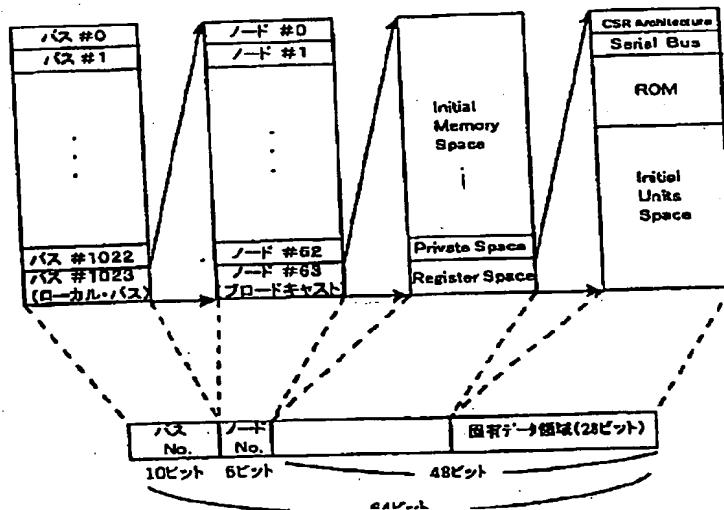 バス #0
バス #1
バス #1022
バス #1023
(ローカル・バス)
ノード #0
ノード #1
ノード #62
ノード #63
(ブロードキャスト)
Initial
Memory
Space
Private Space
Register Space
CSR Architecture
Serial Bus
ROM
Initial
Units
Space
バス
No.
ノード
No.
固有データ領域(28ビット)
10ビット
6ビット
48ビット
64ビット